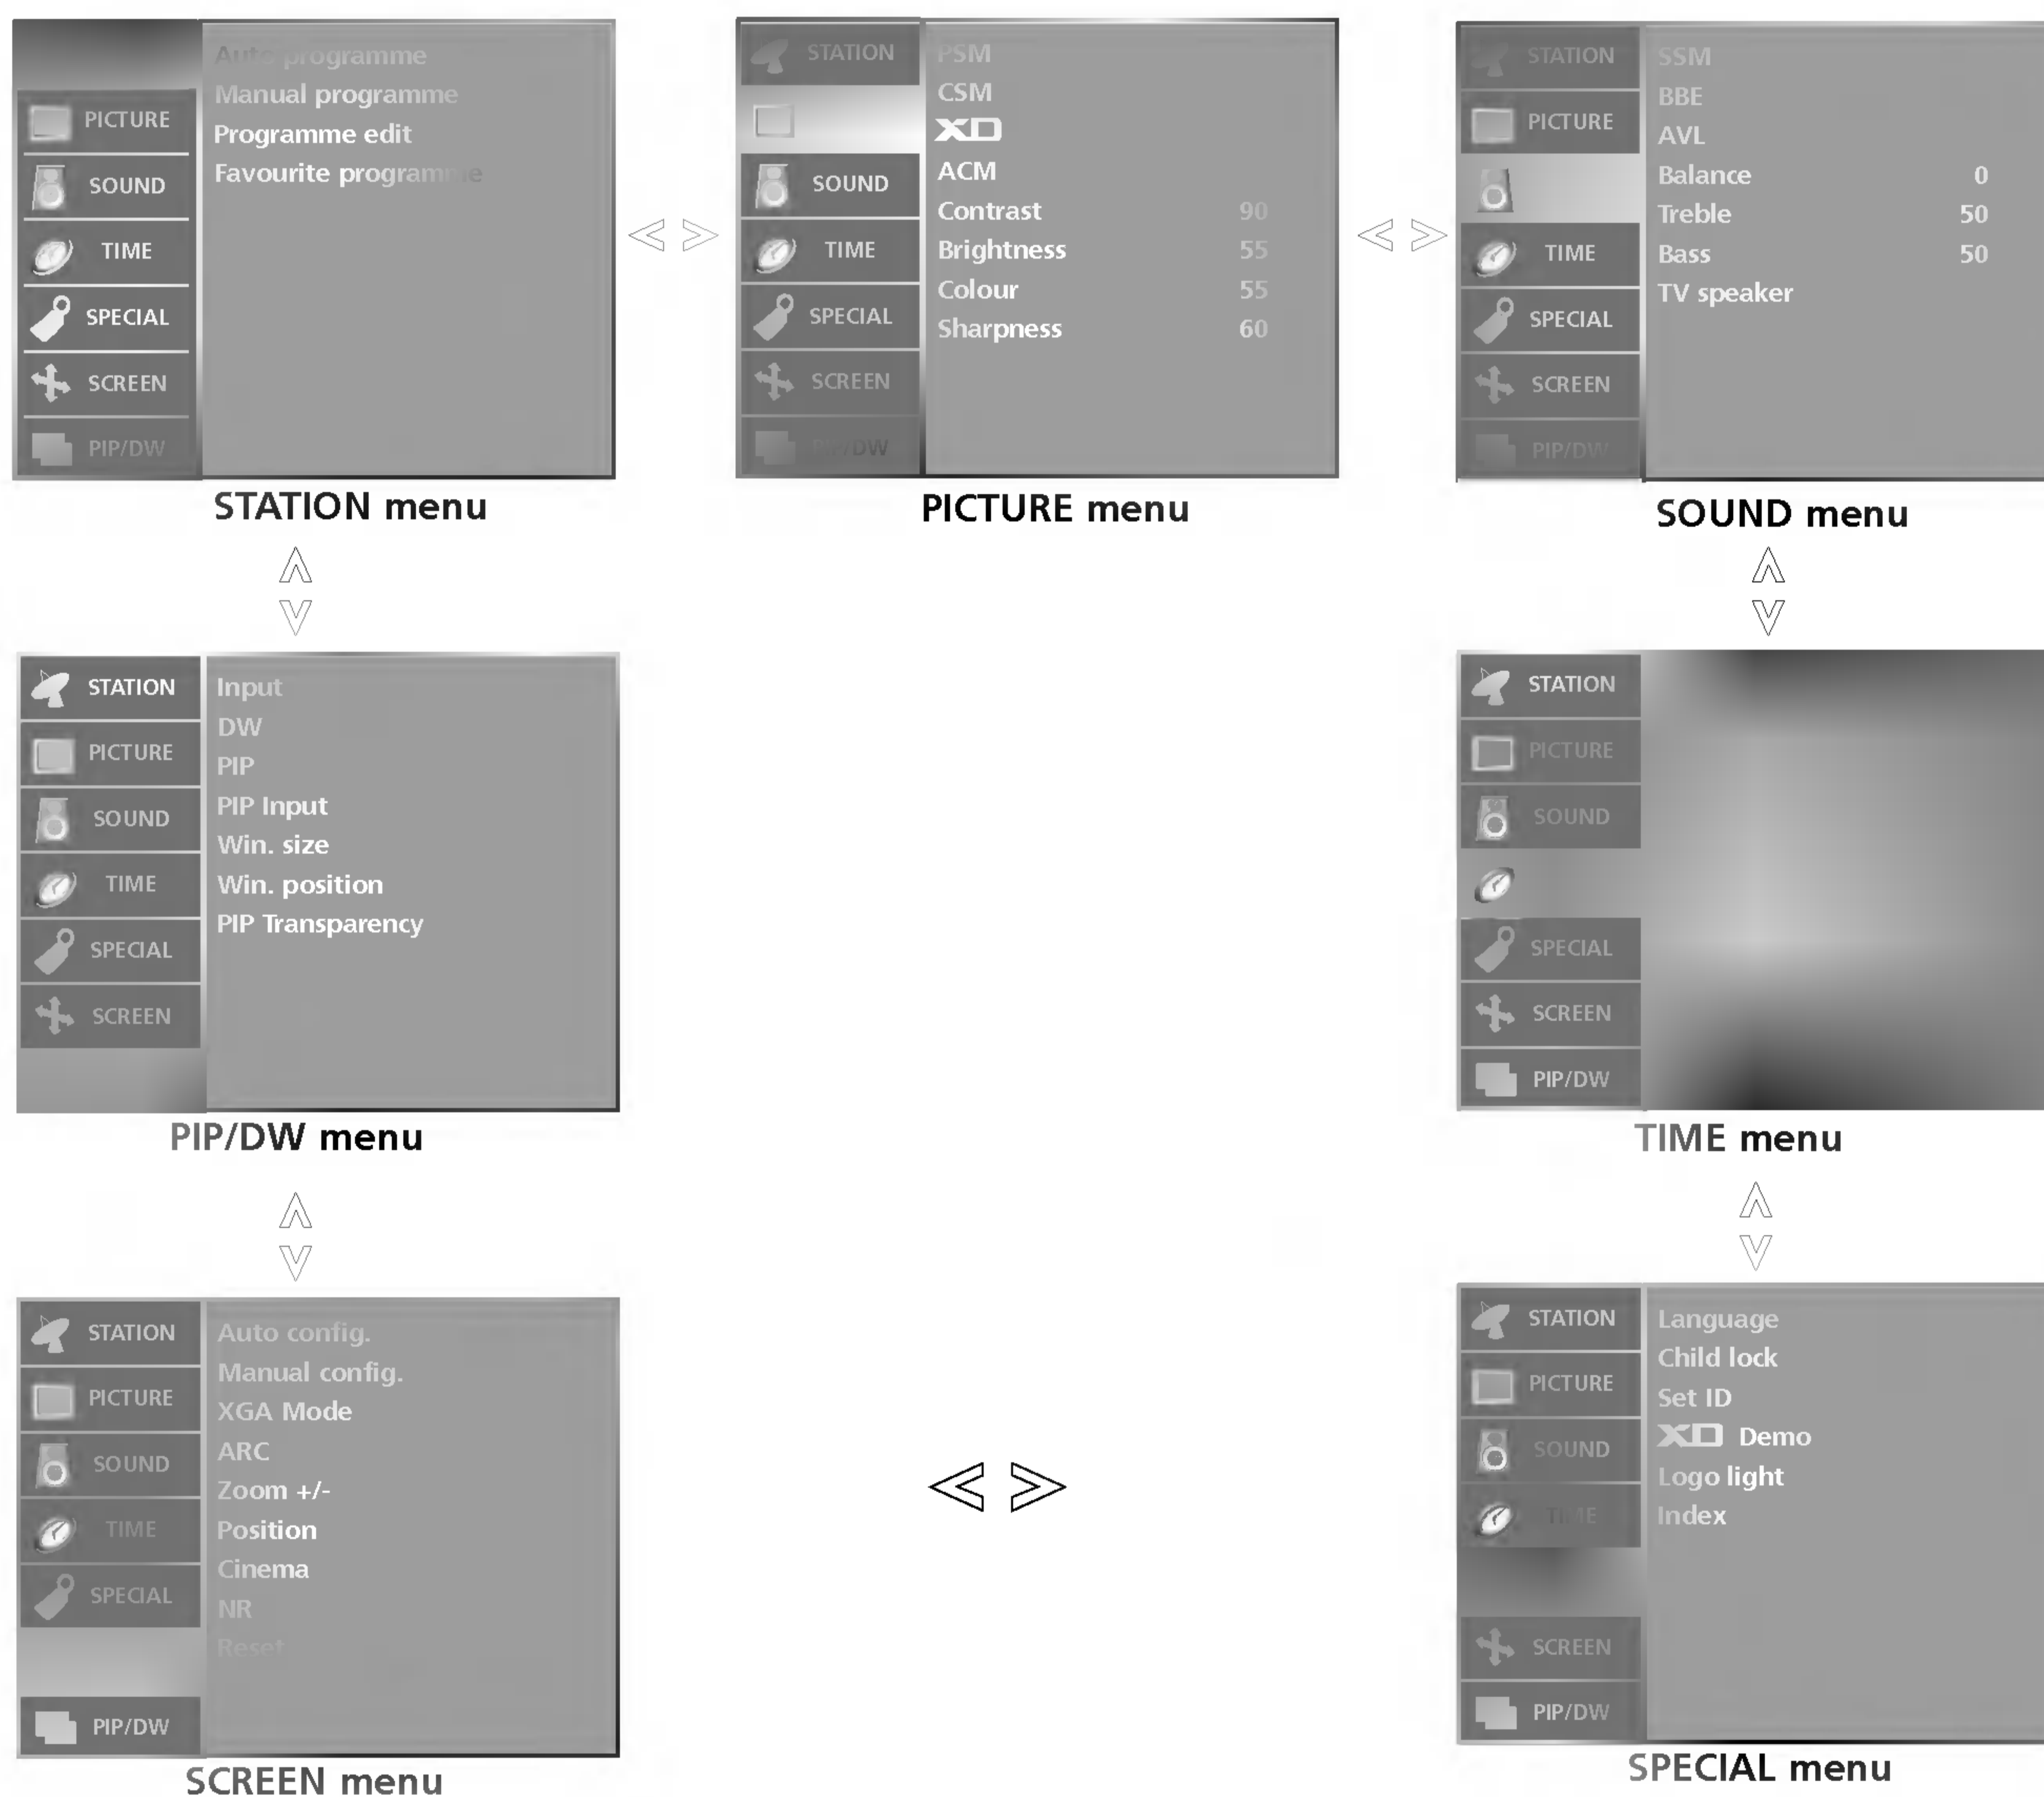 Auto programme
Manual programme
Programme edit
Favourite programme
PICTURE
SOUND
TIME
SPECIAL
SCREEN
PIP/DW
STATION menu
STATION
SOUND
TIME
SPECIAL
SCREEN
PIP/DW
PSM
CSM
XD
ACM
Contrast 90
Brightness 55
Colour 55
Sharpness 60
PICTURE menu
STATION
PICTURE
TIME
SPECIAL
SCREEN
PIP/DW
SSM
BBE
AVL
Balance 0
Treble 50
Bass 50
TV speaker
SOUND menu
STATION
PICTURE
SOUND
TIME
SPECIAL
SCREEN
Input
DW
PIP
PIP Input
Win. size
Win. position
PIP Transparency
PIP/DW menu
STATION
PICTURE
SOUND
SPECIAL
SCREEN
PIP/DW
TIME menu
STATION
PICTURE
SOUND
TIME
SPECIAL
PIP/DW
Auto config.
Manual config.
XGA Mode
ARC
Zoom +/-
Position
Cinema
NR
Reset
SCREEN menu
STATION
PICTURE
SOUND
TIME
SCREEN
PIP/DW
Language
Child lock
Set ID
XD Demo
Logo light
Index
SPECIAL menu